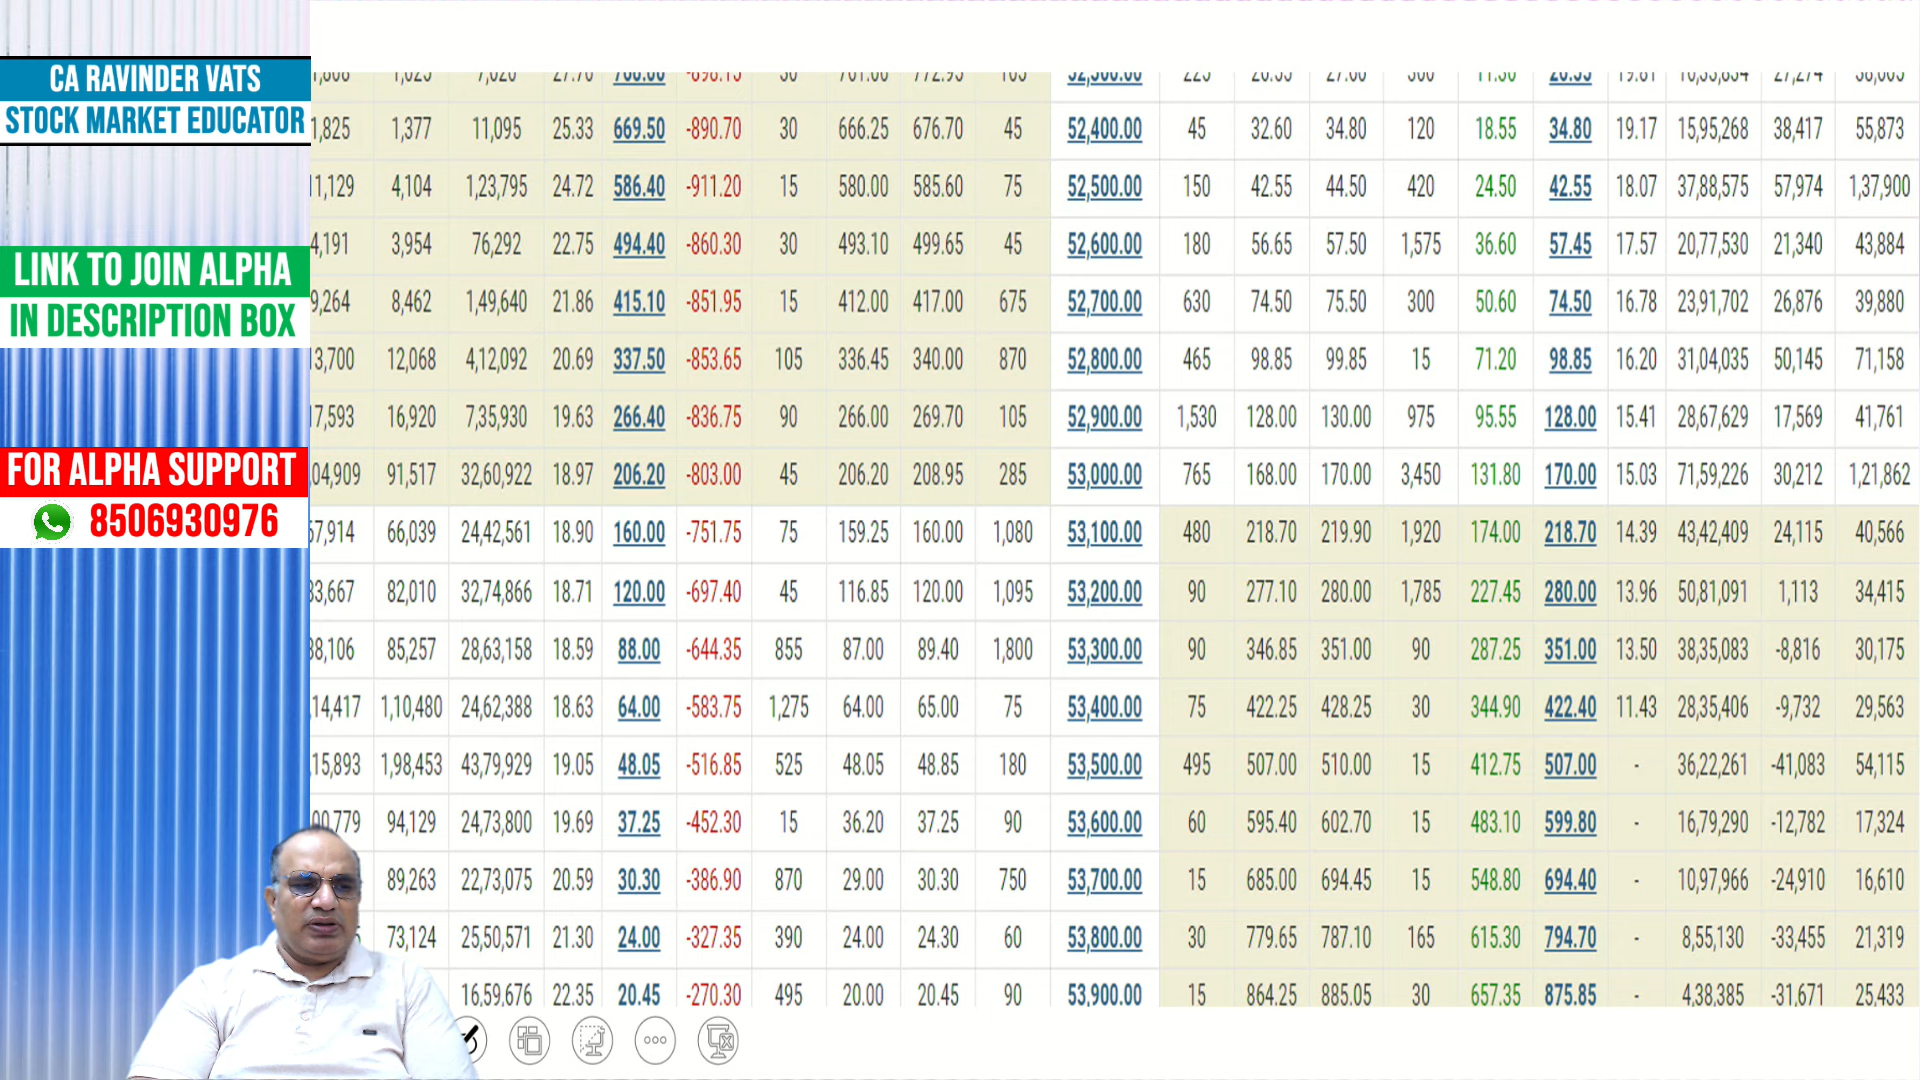 CA RAVINDER VATS
STOCK MARKET EDUCATOR
LINK TO JOIN ALPHA
IN DESCRIPTION BOX
FOR ALPHA SUPPORT
8506930976
1,825 1,377 11,095 25.33 669.50 -890.70 30 666.25 676.70 45 52,400.00 45 32.60 34.80 120 18.55 34.80 19.17 15,95,268 38,417 55,873
11,129 4,104 1,23,795 24.72 586.40 -911.20 15 580.00 585.60 75 52,500.00 150 42.55 44.50 420 24.50 42.55 18.07 37,88,575 57,974 1,37,900
4,191 3,954 76,292 22.75 494.40 -860.30 30 493.10 499.65 45 52,600.00 180 56.65 57.50 1,575 36.60 57.45 17.57 20,77,530 21,340 43,884
9,264 8,462 1,49,640 21.86 415.10 -851.95 15 412.00 417.00 675 52,700.00 630 74.50 75.50 300 50.60 74.50 16.78 23,91,702 26,876 39,880
3,700 12,068 4,12,092 20.69 337.50 -853.65 105 336.45 340.00 870 52,800.00 465 98.85 99.85 15 71.20 98.85 16.20 31,04,035 50,145 71,158
17,593 16,920 7,35,930 19.63 266.40 -836.75 90 266.00 269.70 105 52,900.00 1,530 128.00 130.00 975 95.55 128.00 15.41 28,67,629 17,569 41,761
04,909 91,517 32,60,922 18.97 206.20 -803.00 45 206.20 208.95 285 53,000.00 765 168.00 170.00 3,450 131.80 170.00 15.03 71,59,226 30,212 1,21,862
57,914 66,039 24,42,561 18.90 160.00 -751.75 75 159.25 160.00 1,080 53,100.00 480 218.70 219.90 1,920 174.00 218.70 14.39 43,42,409 24,115 40,566
33,667 82,010 32,74,866 18.71 120.00 -697.40 45 116.85 120.00 1,095 53,200.00 90 277.10 280.00 1,785 227.45 280.00 13.96 50,81,091 1,113 34,415
38,106 85,257 28,63,158 18.59 88.00 -644.35 855 87.00 89.40 1,800 53,300.00 90 346.85 351.00 90 287.25 351.00 13.50 38,35,083 -8,816 30,175
14,417 1,10,480 24,62,388 18.63 64.00 -583.75 1,275 64.00 65.00 75 53,400.00 75 422.25 428.25 30 344.90 422.40 11.43 28,35,406 -9,732 29,563
15,893 1,98,453 43,79,929 19.05 48.05 -516.85 525 48.05 48.85 180 53,500.00 495 507.00 510.00 15 412.75 507.00 - 36,22,261 -41,083 54,115
00,779 94,129 24,73,800 19.69 37.25 -452.30 15 36.20 37.25 90 53,600.00 60 595.40 602.70 15 483.10 599.80 - 16,79,290 -12,782 17,324
89,263 22,73,075 20.59 30.30 -386.90 870 29.00 30.30 750 53,700.00 15 685.00 694.45 15 548.80 694.40 - 10,97,966 -24,910 16,610
73,124 25,50,571 21.30 24.00 -327.35 390 24.00 24.30 60 53,800.00 30 779.65 787.10 165 615.30 794.70 - 8,55,130 -33,455 21,319
16,59,676 22.35 20.45 -270.30 495 20.00 20.45 90 53,900.00 15 864.25 885.05 30 657.35 875.85 - 4,38,385 -31,671 25,433